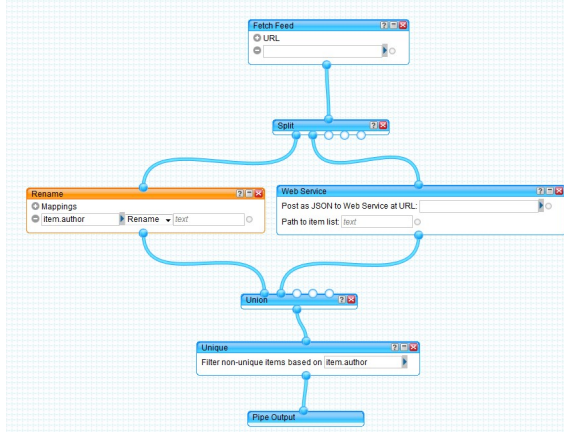 Fetch Feed
URL
Split
Rename
Mappings
item.author Rename text
Web Service
Post as JSON to Web Service at URL:
Path to item list: text
Union
Unique
Filter non-unique items based on item.author
Pipe Output